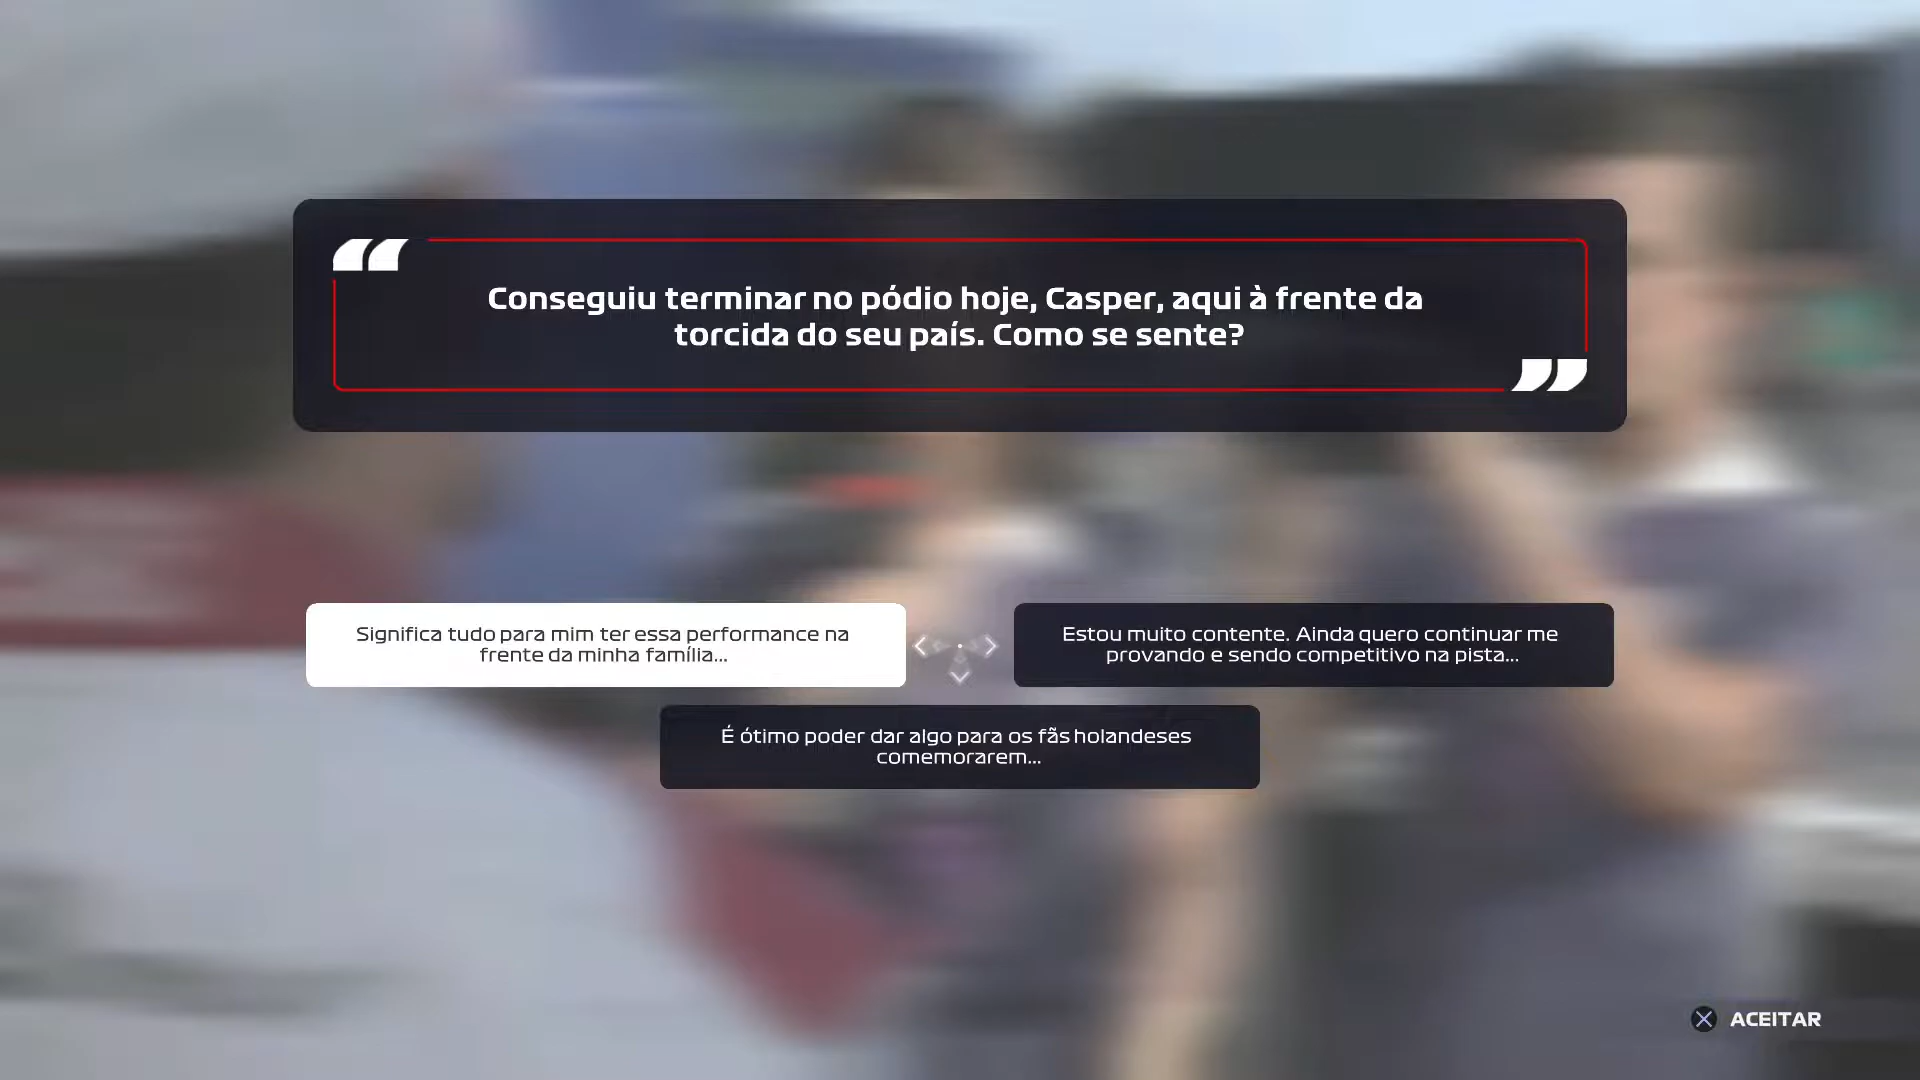 Conseguiu terminar no pódio hoje, Casper, aqui à frente da
torcida do seu país. Como se sente?
Significa tudo para mim ter essa performance na
frente da minha família...
Estou muito contente. Ainda quero continuar me
provando e sendo competitivo na pista...
É ótimo poder dar algo para os fãs holandeses
comemorarem...
ACEITAR